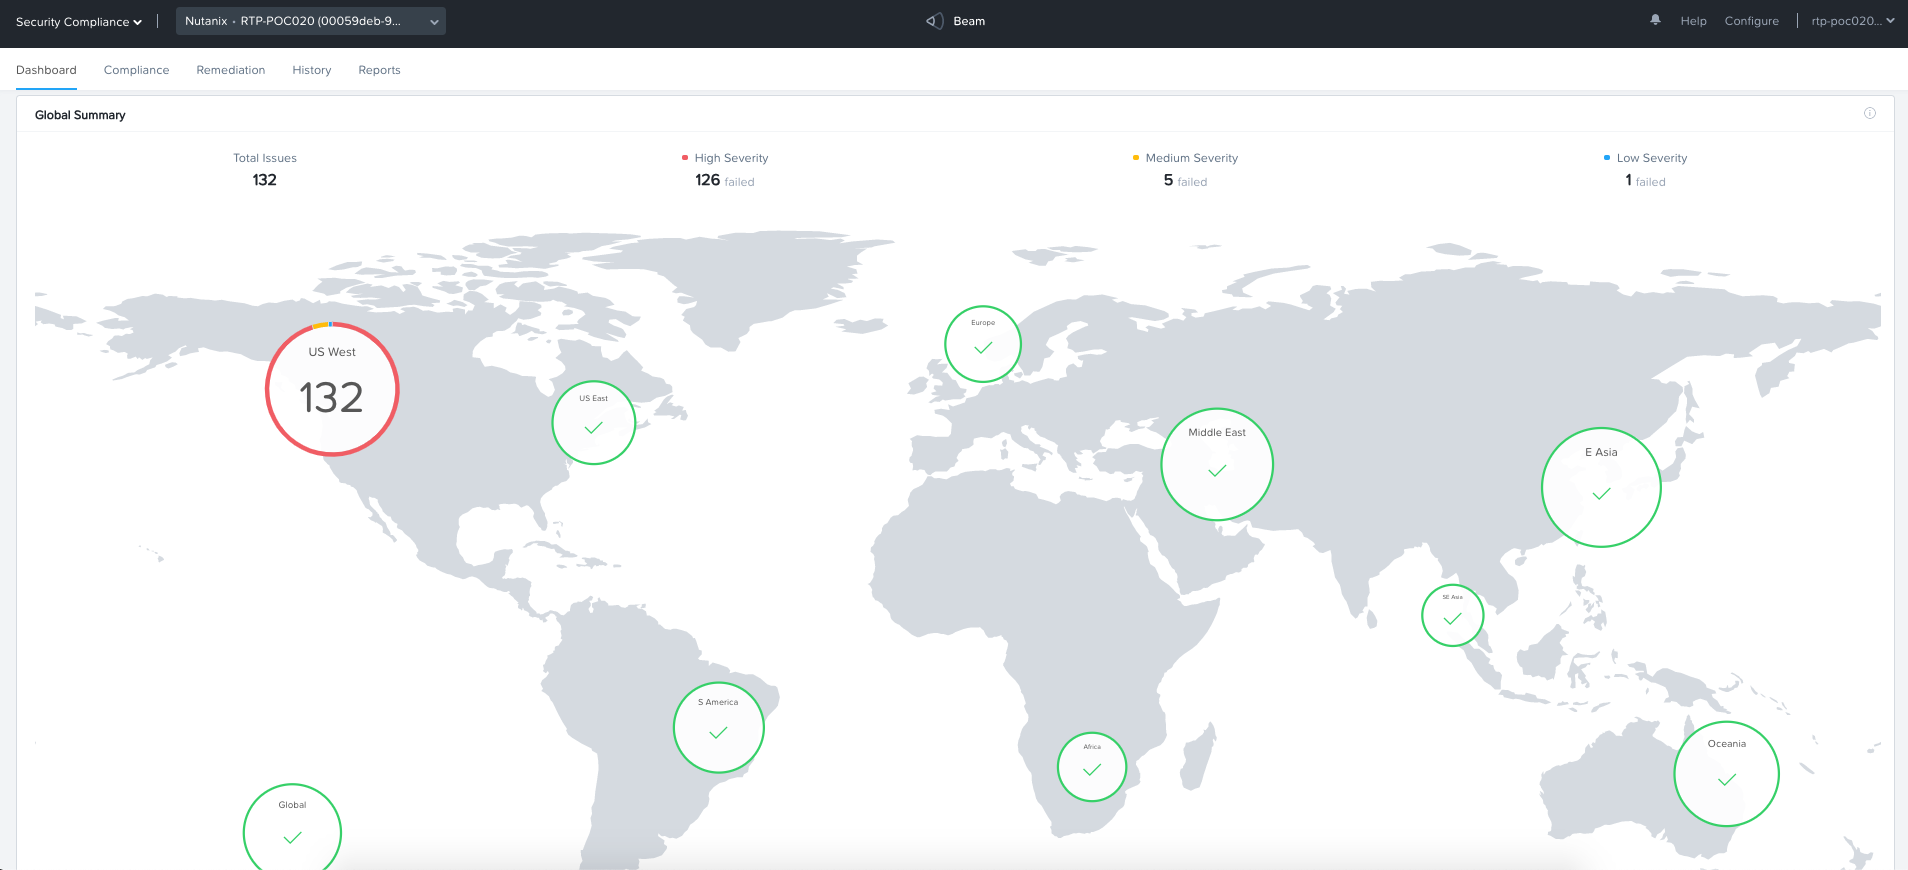 Security Compliance
Nutanix • RTP-POC020 (00059deb-9...
Beam
Help
Configure
rtp-poc020...
Dashboard
Compliance
Remediation
History
Reports
Global Summary
Total Issues
132
High Severity
126 failed
Medium Severity
5 failed
Low Severity
1 failed
Europe
US West
132
US East
Middle East
E Asia
SE Asia
S America
Africa
Oceania
Global